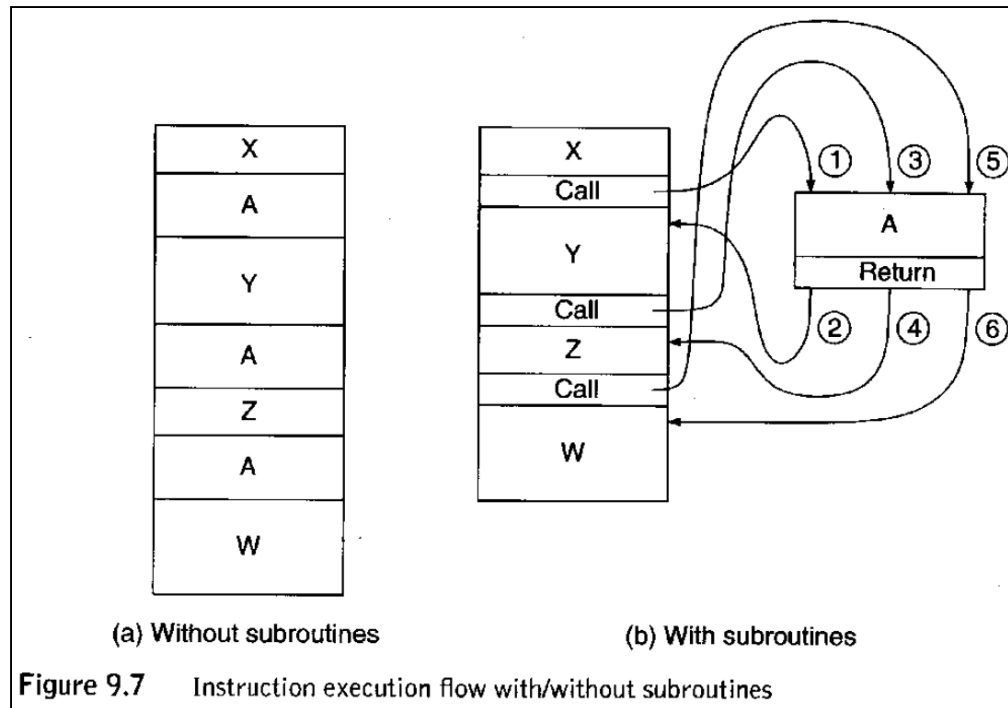 X
A
Y
A
Z
A
W
(a) Without subroutines
X
Call
Y
Call
Z
Call
W
1
3
5
A
Return
2
4
6
(b) With subroutines
Figure 9.7 Instruction execution flow with/without subroutines